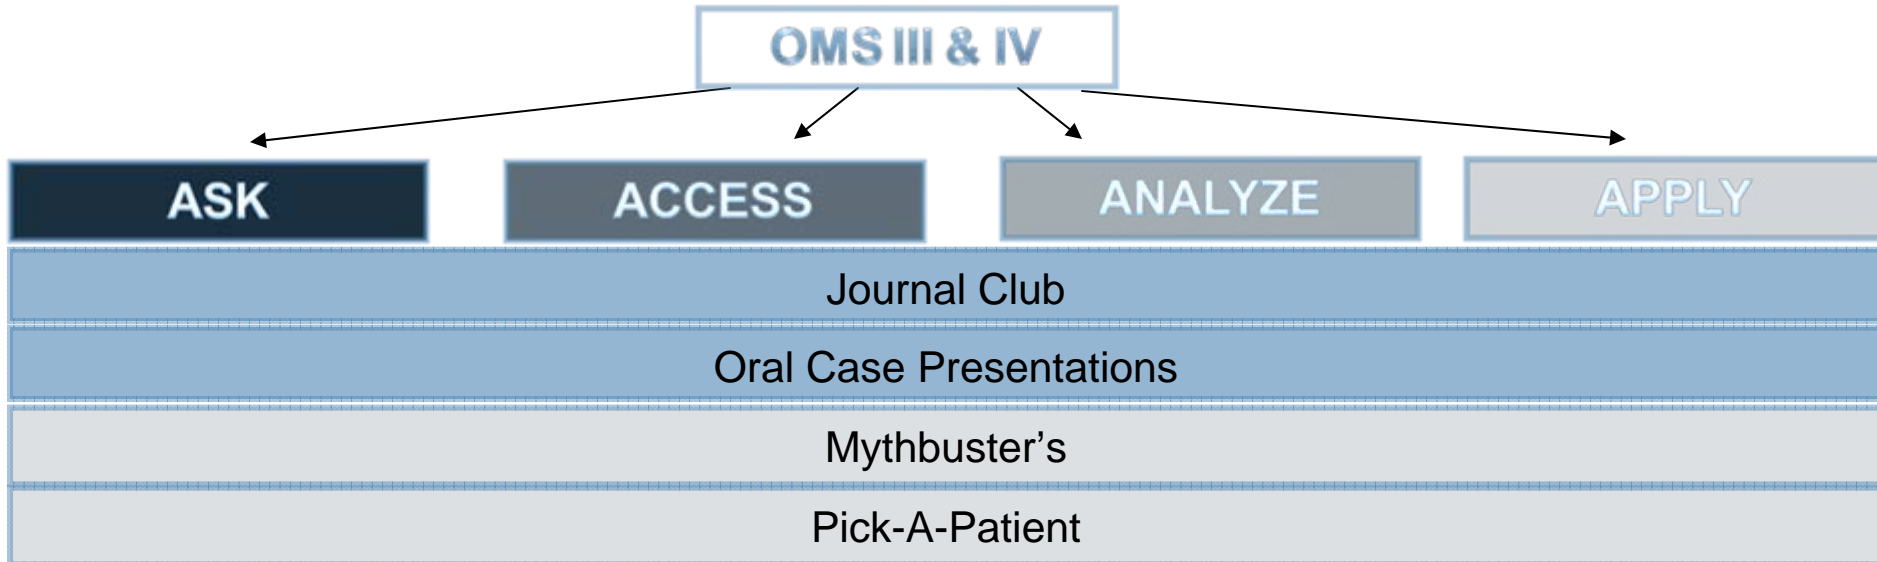 OMS III & IV
ASK
ACCESS
ANALYZE
APPLY
Journal Club
Oral Case Presentations
Mythbuster’s
Pick-A-Patient